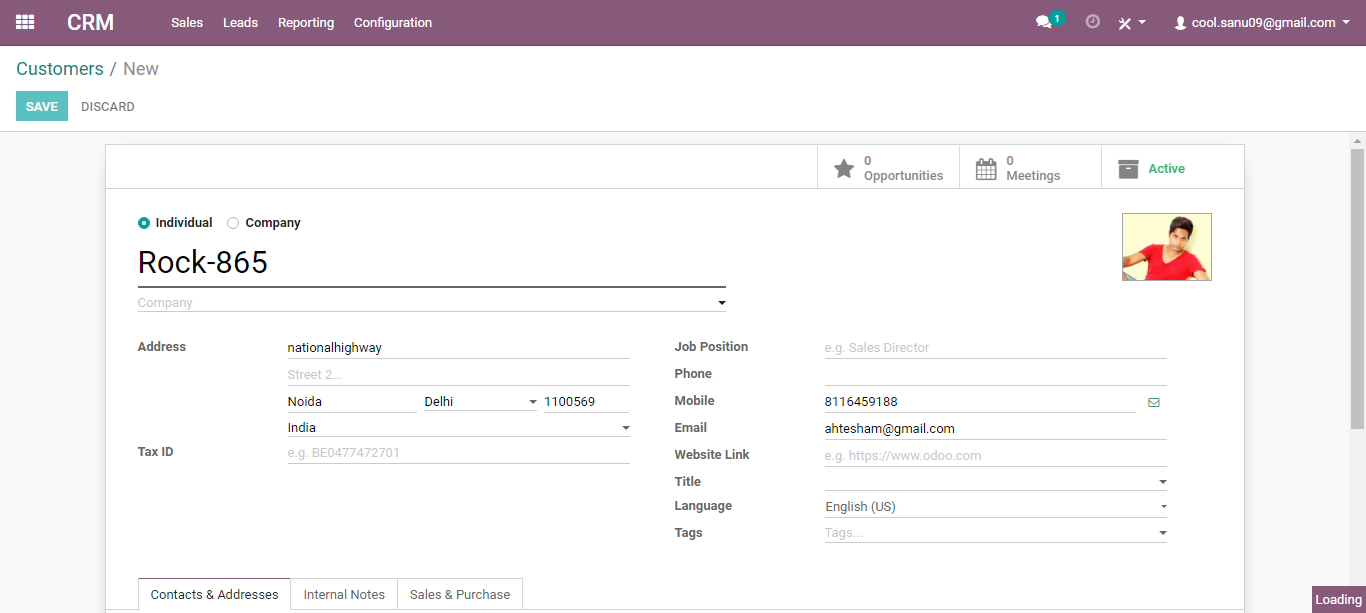 CRM Sales Leads Reporting Configuration 1 cool.sanu09@gmail.com
Customers / New
SAVE DISCARD
0 Opportunities 0 Meetings Active
Individual Company
Rock-865
Company
Address nationalhighway Job Position e.g. Sales Director
Street 2... Phone
Noida Delhi 1100569 Mobile 8116459188
India Email ahtesham@gmail.com
Tax ID e.g. BE0477472701 Website Link e.g. https://www.odoo.com
Title
Language English (US)
Tags Tags...
Contacts & Addresses Internal Notes Sales & Purchase
Loading